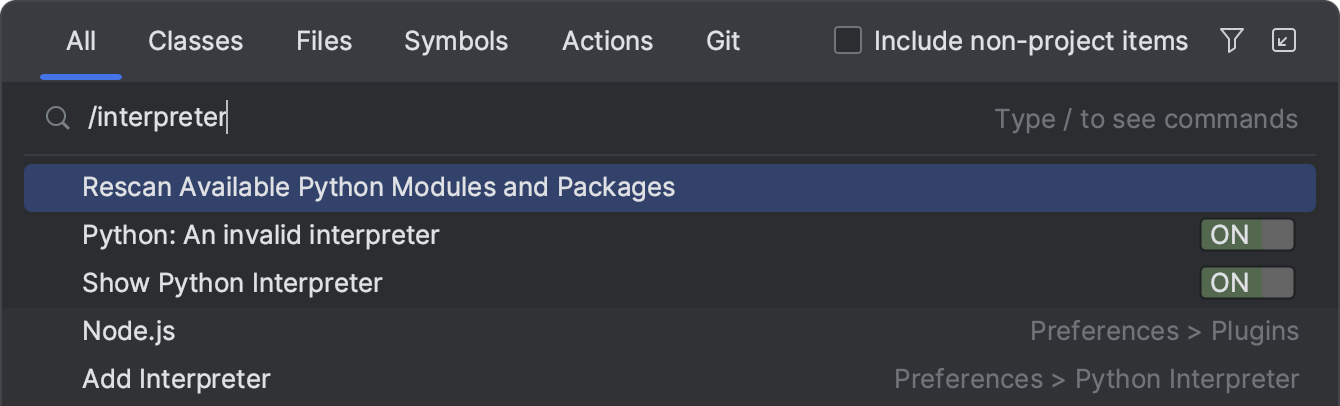 All Classes Files Symbols Actions Git Include non-project items
/interpreter Type / to see commands
Rescan Available Python Modules and Packages
Python: An invalid interpreter ON
Show Python Interpreter ON
Node.js Preferences > Plugins
Add Interpreter Preferences > Python Interpreter